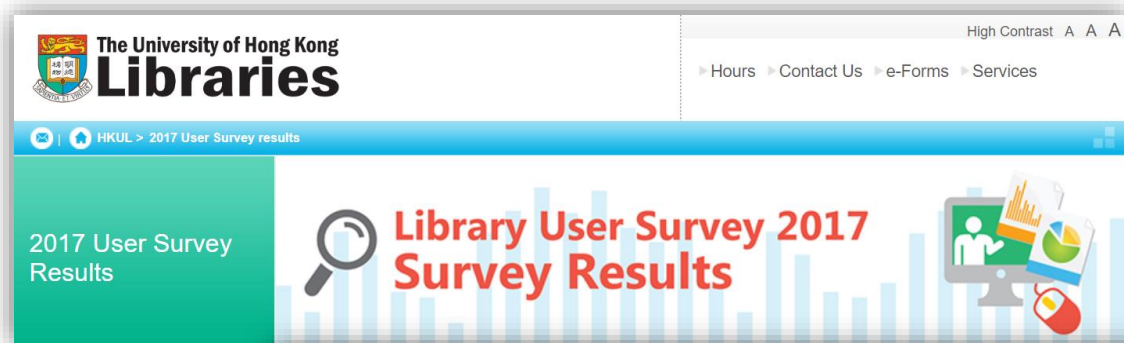 The University of Hong Kong
Libraries
High Contrast A A A
Hours Contact Us e-Forms Services
HKUL > 2017 User Survey results
2017 User Survey
Results
Library User Survey 2017
Survey Results